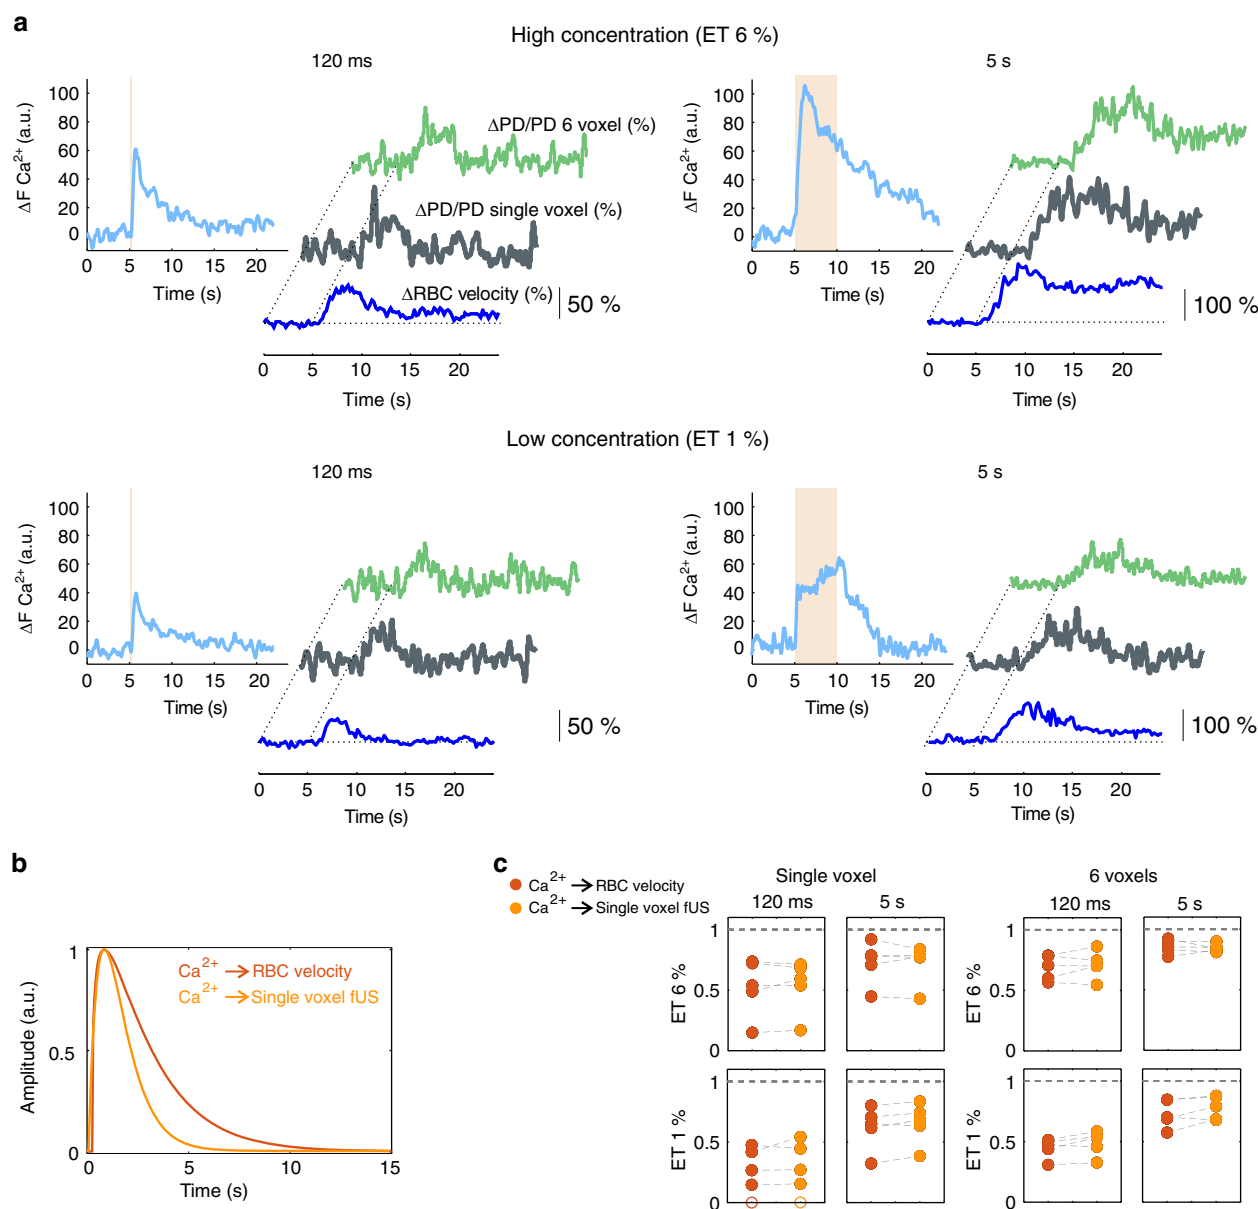 a
High concentration (ET 6 %)
120 ms
5 s
ΔF Ca2+ (a.u.)
100
80
60
40
20
0
0 5 10 15 20
Time (s)
ΔPD/PD 6 voxel (%)
ΔPD/PD single voxel (%)
ΔRBC velocity (%)
50 %
0 5 10 15 20
Time (s)
ΔF Ca2+ (a.u.)
100
80
60
40
20
0
0 5 10 15 20
Time (s)
100 %
0 5 10 15 20
Time (s)
Low concentration (ET 1 %)
120 ms
5 s
ΔF Ca2+ (a.u.)
100
80
60
40
20
0
0 5 10 15 20
Time (s)
50 %
0 5 10 15 20
Time (s)
ΔF Ca2+ (a.u.)
100
80
60
40
20
0
0 5 10 15 20
Time (s)
100 %
0 5 10 15 20
Time (s)
b
Amplitude (a.u.)
1
0.5
0
Ca2+ → RBC velocity
Ca2+ → Single voxel fUS
0 5 10 15
Time (s)
c
Ca2+ → RBC velocity
Ca2+ → Single voxel fUS
Single voxel
120 ms 5 s
6 voxels
120 ms 5 s
ET 6 %
1
0.5
0
ET 6 %
1
0.5
0
ET 1 %
1
0.5
0
ET 1 %
1
0.5
0